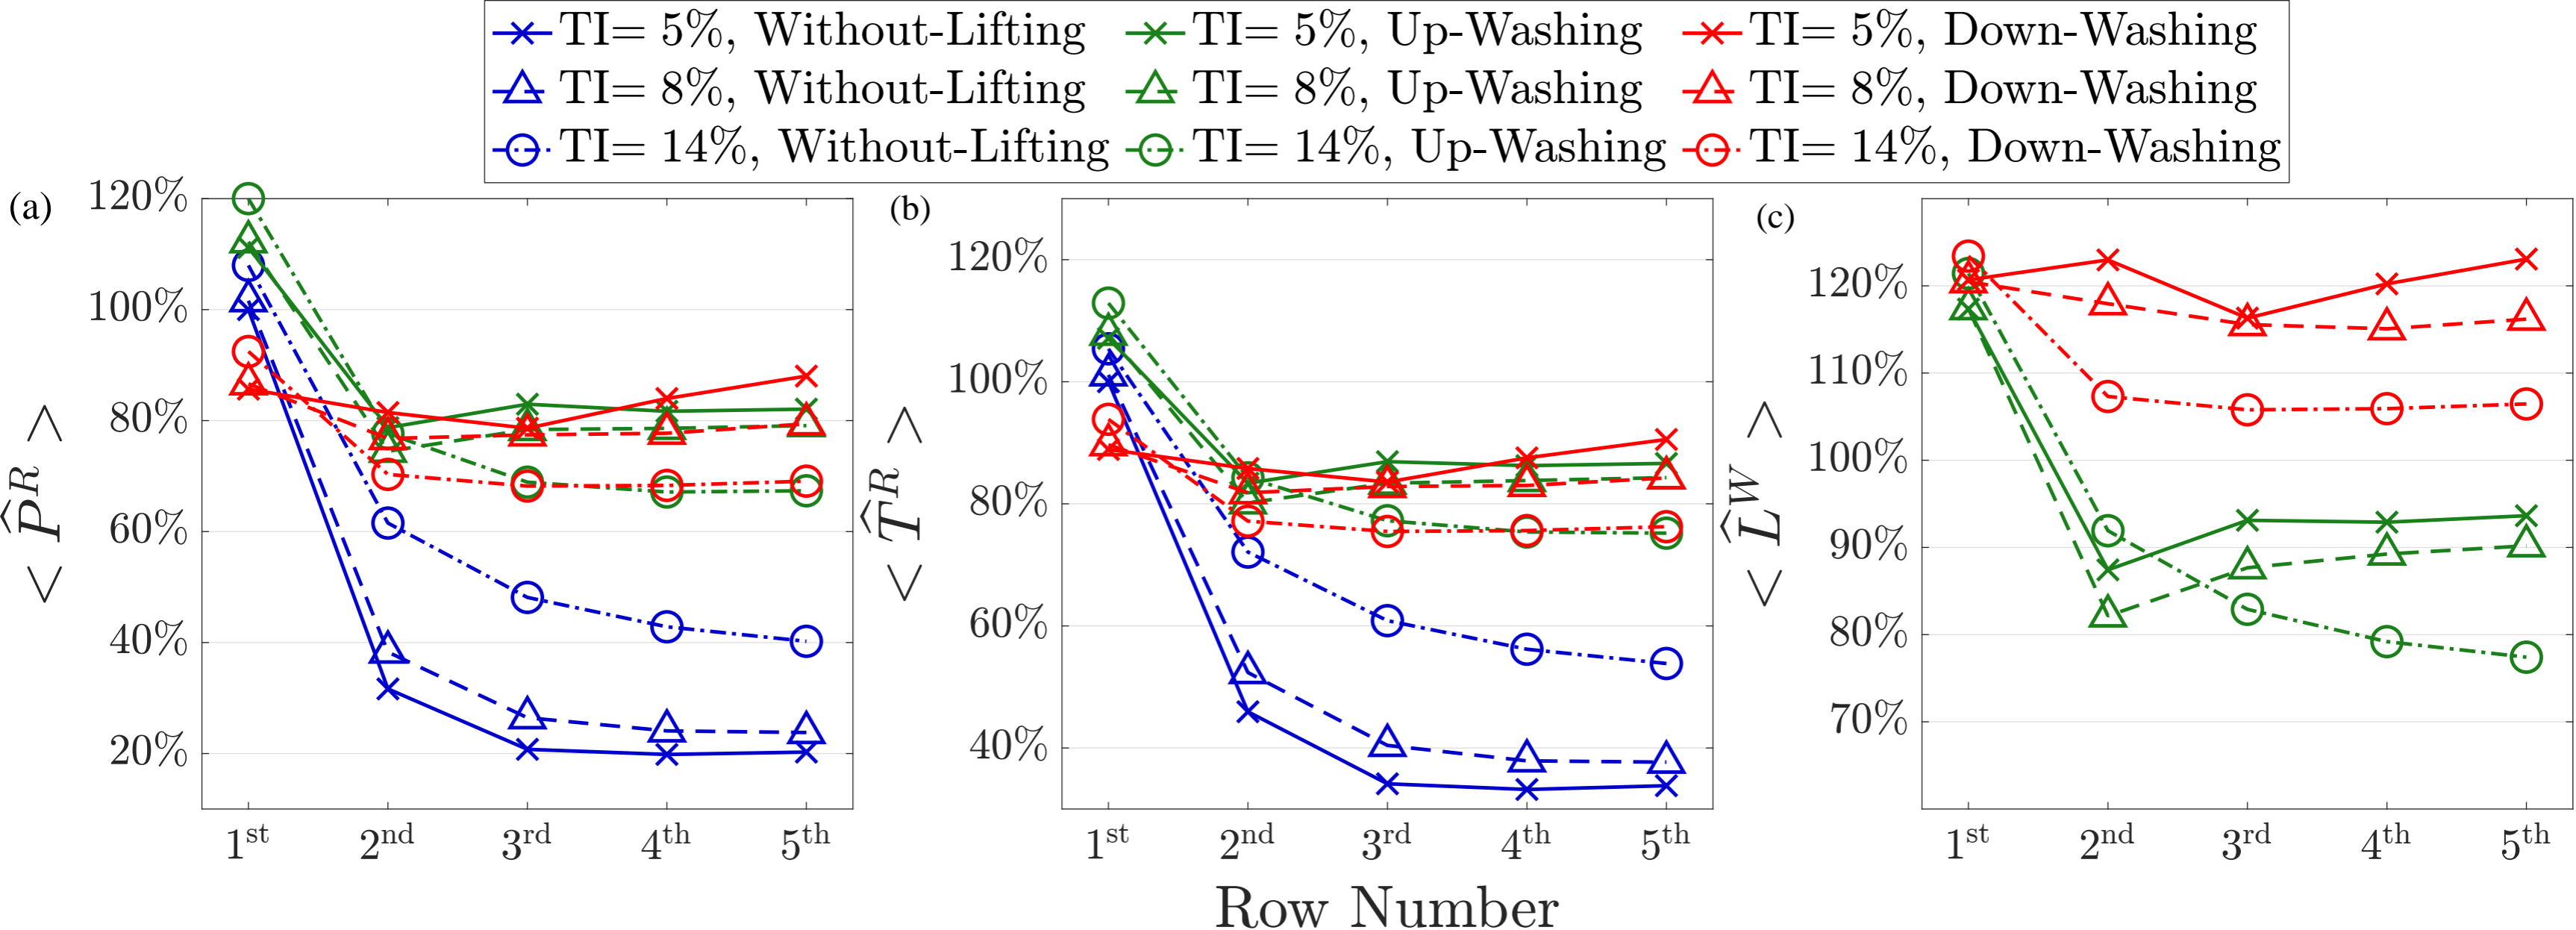 TI= 5%, Without-Lifting TI= 5%, Up-Washing TI= 5%, Down-Washing
TI= 8%, Without-Lifting TI= 8%, Up-Washing TI= 8%, Down-Washing
TI= 14%, Without-Lifting TI= 14%, Up-Washing TI= 14%, Down-Washing
(a)
< P̂ᴿ >
120%
100%
80%
60%
40%
20%
1st 2nd 3rd 4th 5th
(b)
< T̂ᴿ >
120%
100%
80%
60%
40%
1st 2nd 3rd 4th 5th
(c)
< L̂ᵂ >
120%
110%
100%
90%
80%
70%
1st 2nd 3rd 4th 5th
Row Number